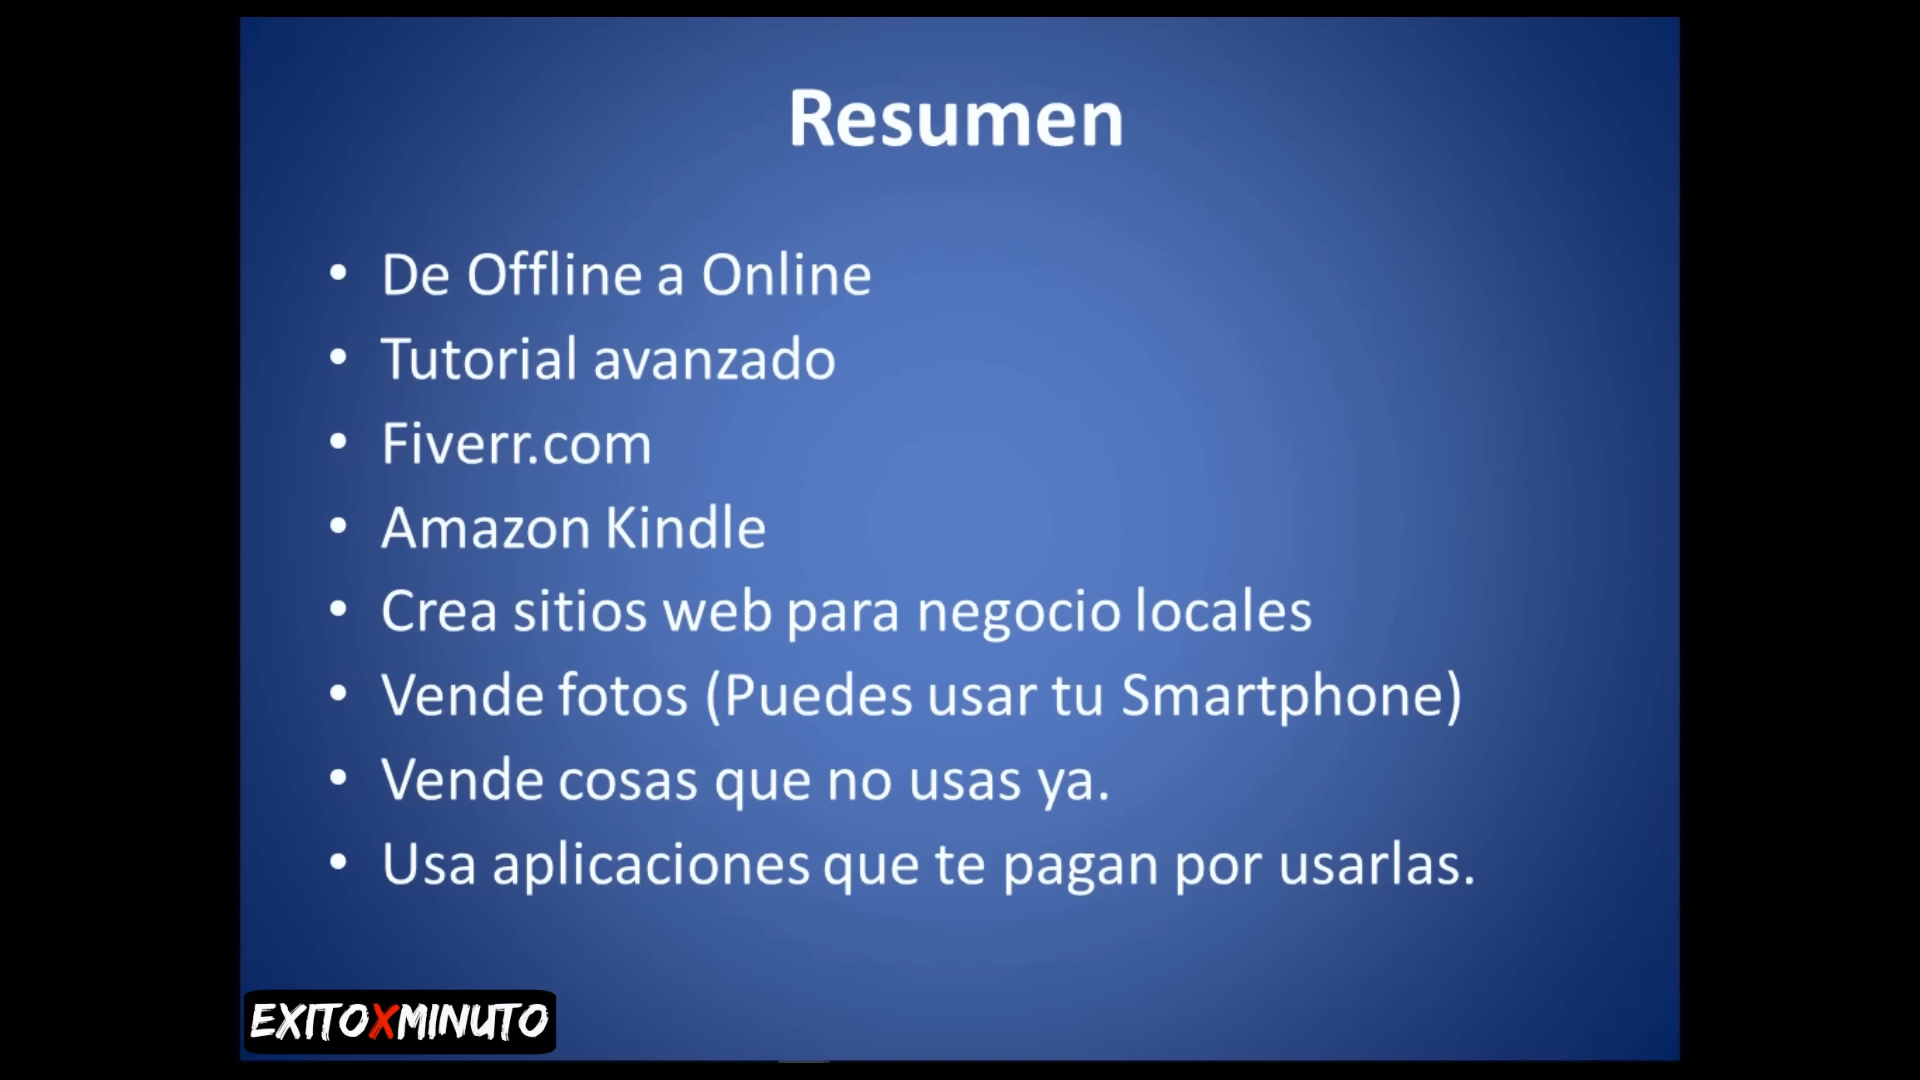 Resumen
• De Offline a Online
• Tutorial avanzado
• Fiverr.com
• Amazon Kindle
• Crea sitios web para negocio locales
• Vende fotos (Puedes usar tu Smartphone)
• Vende cosas que no usas ya.
• Usa aplicaciones que te pagan por usarlas.
EXITOXMINUTO